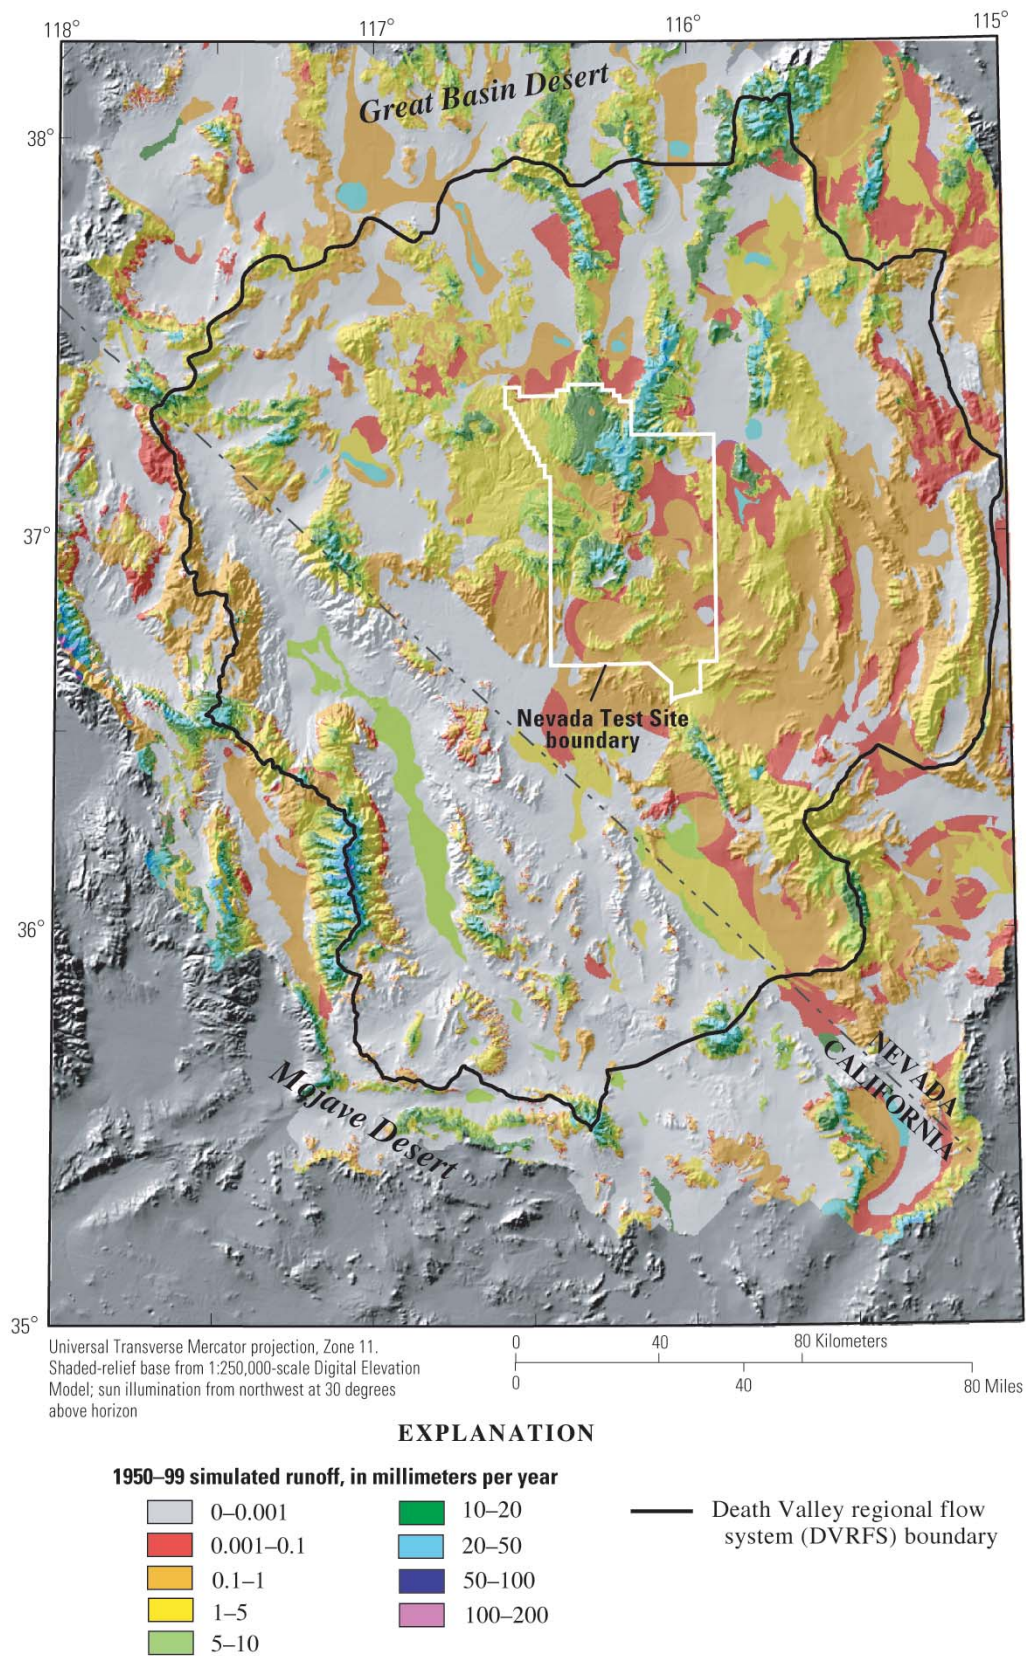 118°
117°
116°
115°
Great Basin Desert
38°
37°
Nevada Test Site
boundary
36°
NEVADA
CALIFORNIA
Mojave Desert
35°
Universal Transverse Mercator projection, Zone 11.
Shaded-relief base from 1:250,000-scale Digital Elevation
Model; sun illumination from northwest at 30 degrees
above horizon
0 40 80 Kilometers
0 40 80 Miles
EXPLANATION
1950–99 simulated runoff, in millimeters per year
0–0.001
0.001–0.1
0.1–1
1–5
5–10
10–20
20–50
50–100
100–200
Death Valley regional flow
system (DVRFS) boundary